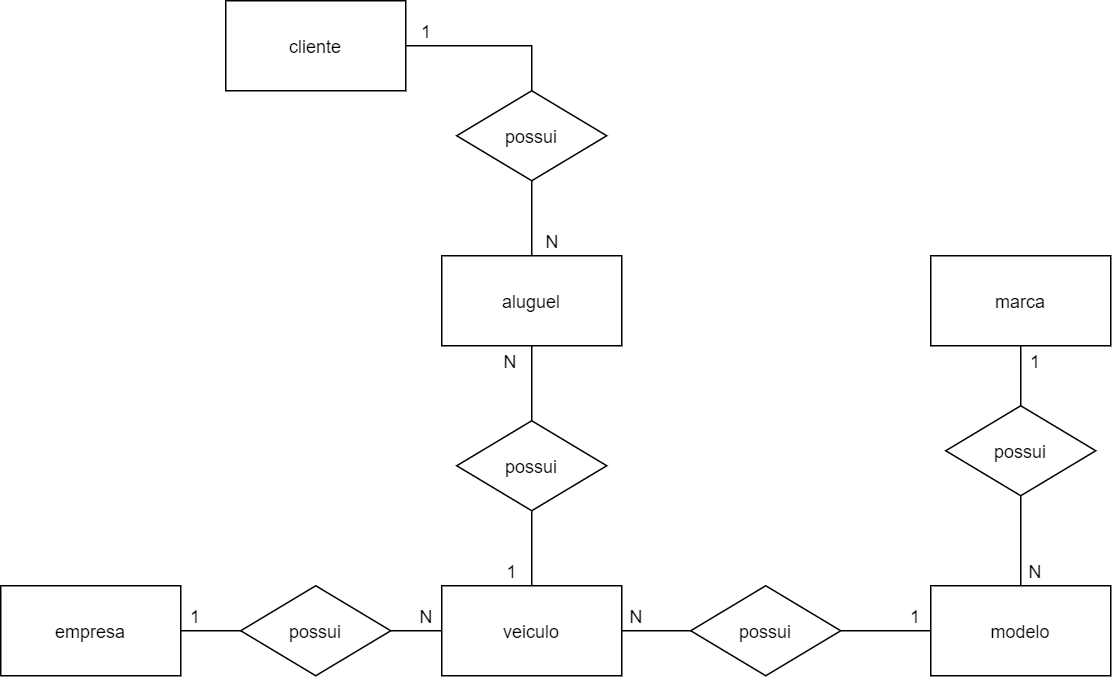 cliente
1
possui
N
aluguel
marca
N
1
possui
possui
1
N
empresa
1
possui
N
veiculo
N
possui
1
modelo